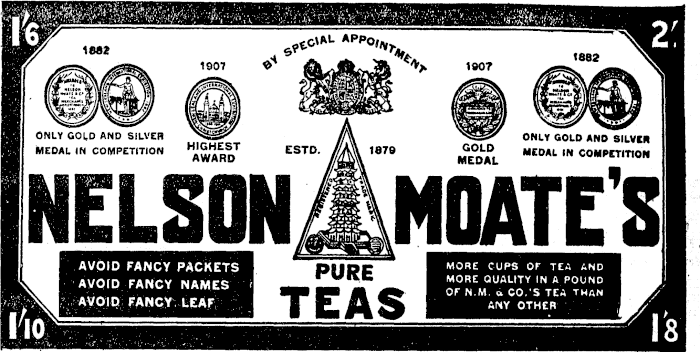 1/6
2/-
BY SPECIAL APPOINTMENT
1882
1907
1907
1882
ONLY GOLD AND SILVER
MEDAL IN COMPETITION
HIGHEST
AWARD
ESTD. 1879
GOLD
MEDAL
ONLY GOLD AND SILVER
MEDAL IN COMPETITION
NELSON MOATE'S
AVOID FANCY PACKETS
AVOID FANCY NAMES
AVOID FANCY LEAF
PURE
TEAS
MORE CUPS OF TEA AND
MORE QUALITY IN A POUND
OF N.M. & CO.'S TEA THAN
ANY OTHER
1/10
1/8